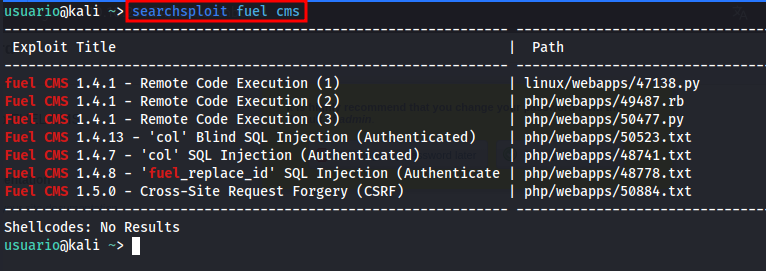 usuario@kali ~> searchsploit fuel cms
Exploit Title | Path
fuel CMS 1.4.1 - Remote Code Execution (1) | linux/webapps/47138.py
fuel CMS 1.4.1 - Remote Code Execution (2) | php/webapps/49487.rb
fuel CMS 1.4.1 - Remote Code Execution (3) | php/webapps/50477.py
fuel CMS 1.4.13 - 'col' Blind SQL Injection (Authenticated) | php/webapps/50523.txt
fuel CMS 1.4.7 - 'col' SQL Injection (Authenticated) | php/webapps/48741.txt
fuel CMS 1.4.8 - 'fuel_replace_id' SQL Injection (Authenticate | php/webapps/48778.txt
fuel CMS 1.5.0 - Cross-Site Request Forgery (CSRF) | php/webapps/50884.txt
Shellcodes: No Results
usuario@kali ~>